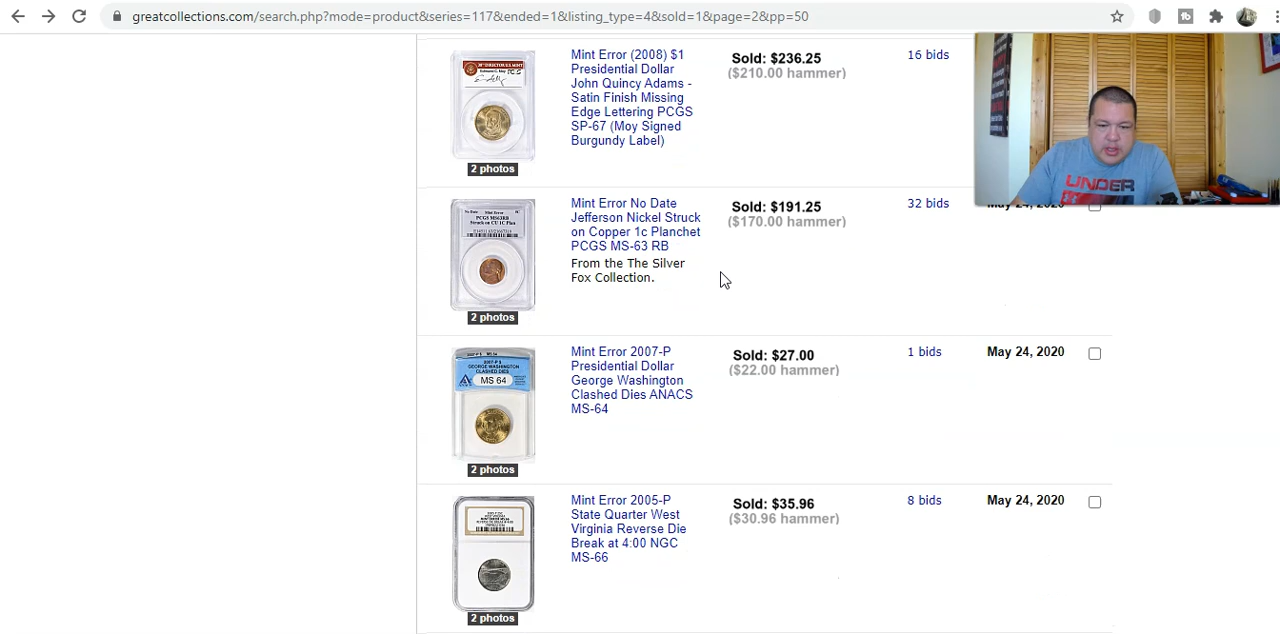 greatcollections.com/search.php?mode=product&series=117&ended=1&listing_type=4&sold=1&page=2&pp=50
Mint Error (2008) $1
Presidential Dollar
John Quincy Adams -
Satin Finish Missing
Edge Lettering PCGS
SP-67 (Moy Signed
Burgundy Label)
Sold: $236.25
($210.00 hammer)
16 bids
2 photos
UNDER
Mint Error No Date
Jefferson Nickel Struck
on Copper 1c Planchet
PCGS MS-63 RB
From the The Silver
Fox Collection.
Sold: $191.25
($170.00 hammer)
32 bids
May 24, 2020
2 photos
Mint Error 2007-P
Presidential Dollar
George Washington
Clashed Dies ANACS
MS-64
Sold: $27.00
($22.00 hammer)
1 bids
May 24, 2020
GEORGE WASHINGTON
CLASHED DIES
MS 64
2 photos
Mint Error 2005-P
State Quarter West
Virginia Reverse Die
Break at 4:00 NGC
MS-66
Sold: $35.96
($30.96 hammer)
8 bids
May 24, 2020
2 photos